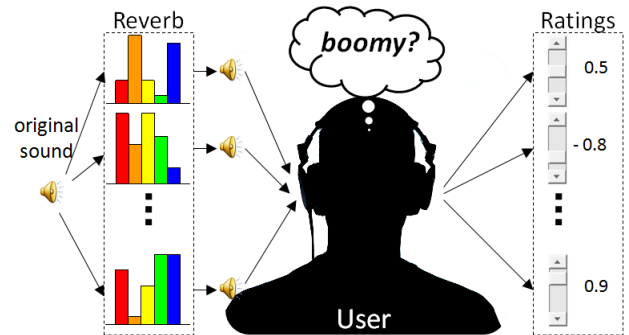 Reverb
Ratings
boomy?
original
sound
0.5
- 0.8
0.9
User